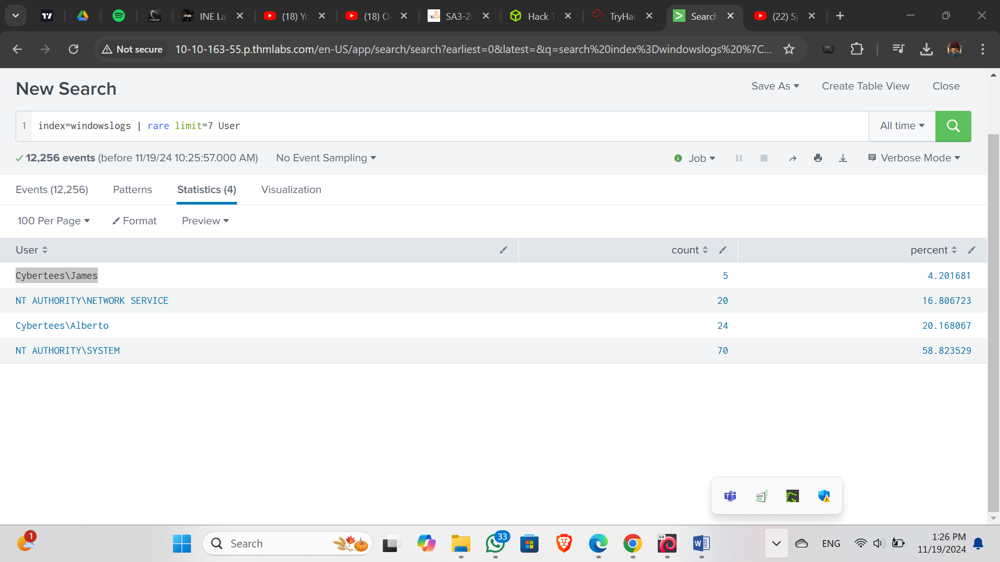 INE La
(18) Yo
(18) O
SA3-20
Hack T
TryHac
Search
(22) Sp
Not secure
10-10-163-55.p.thmlabs.com/en-US/app/search/search?earliest=0&latest=&q=search%20index%3Dwindowslogs%20%7C...
New Search
Save As
Create Table View
Close
1
index=windowslogs | rare limit=7 User
All time
12,256 events (before 11/19/24 10:25:57.000 AM)
No Event Sampling
Job
Verbose Mode
Events (12,256)
Patterns
Statistics (4)
Visualization
100 Per Page
Format
Preview
User
count
percent
Cybertees\James
5
4.201681
NT AUTHORITY\NETWORK SERVICE
20
16.806723
Cybertees\Alberto
24
20.168067
NT AUTHORITY\SYSTEM
70
58.823529
1
Search
33
64
ENG
1:26 PM
11/19/2024